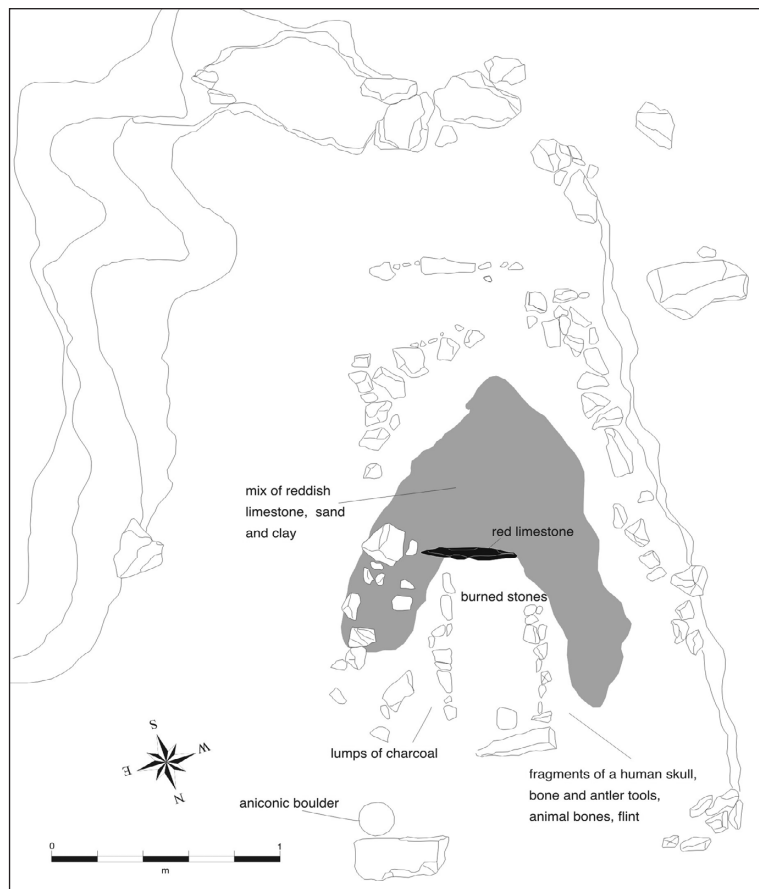 mix of reddish
limestone, sand
and clay
red limestone
burned stones
lumps of charcoal
fragments of a human skull,
bone and antler tools,
animal bones, flint
aniconic boulder
S
W
E
N
0
1
m